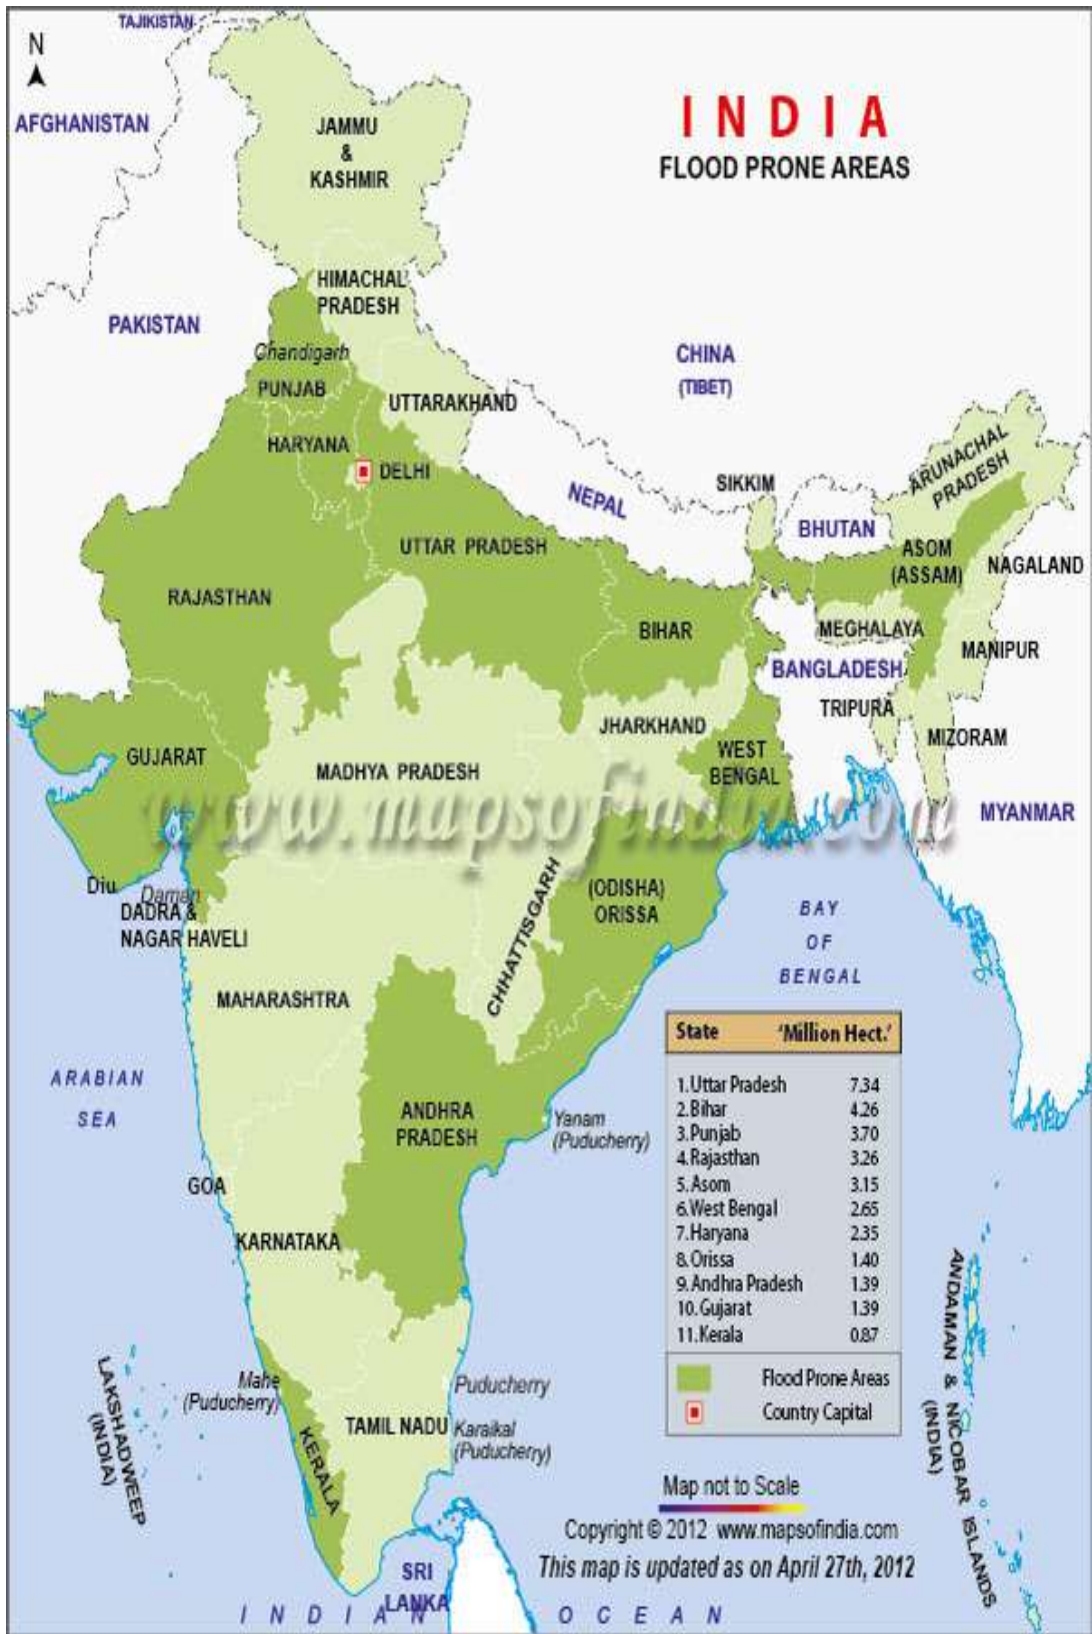 TAJIKISTAN
N
AFGHANISTAN
INDIA
FLOOD PRONE AREAS
JAMMU
&
KASHMIR
HIMACHAL
PRADESH
PAKISTAN
Chandigarh
PUNJAB
CHINA
(TIBET)
UTTARAKHAND
HARYANA
DELHI
NEPAL
SIKKIM
BHUTAN
ARUNACHAL
PRADESH
ASOM
(ASSAM)
NAGALAND
UTTAR PRADESH
RAJASTHAN
BIHAR
MEGHALAYA
MANIPUR
BANGLADESH
TRIPURA
MIZORAM
JHARKHAND
WEST
BENGAL
GUJARAT
MADHYA PRADESH
www.mapsofindia.com
MYANMAR
Diu
Daman
DADRA &
NAGAR HAVELI
CHHATTISGARH
(ODISHA)
ORISSA
BAY
OF
BENGAL
MAHARASHTRA
ARABIAN
SEA
ANDHRA
PRADESH
Yanam
(Puducherry)
GOA
KARNATAKA
State 'Million Hect.'
1.Uttar Pradesh 7.34
2.Bihar 4.26
3.Punjab 3.70
4.Rajasthan 3.26
5.Asom 3.15
6.West Bengal 2.65
7.Haryana 2.35
8.Orissa 1.40
9.Andhra Pradesh 1.39
10.Gujarat 1.39
11.Kerala 0.87
Flood Prone Areas
Country Capital
LAKSHADWEEP
(INDIA)
Mahe
(Puducherry)
Puducherry
TAMIL NADU
Karaikal
(Puducherry)
KERALA
ANDAMAN & NICOBAR ISLANDS
(INDIA)
Map not to Scale
Copyright © 2012 www.mapsofindia.com
This map is updated as on April 27th, 2012
SRI
LANKA
INDIAN OCEAN